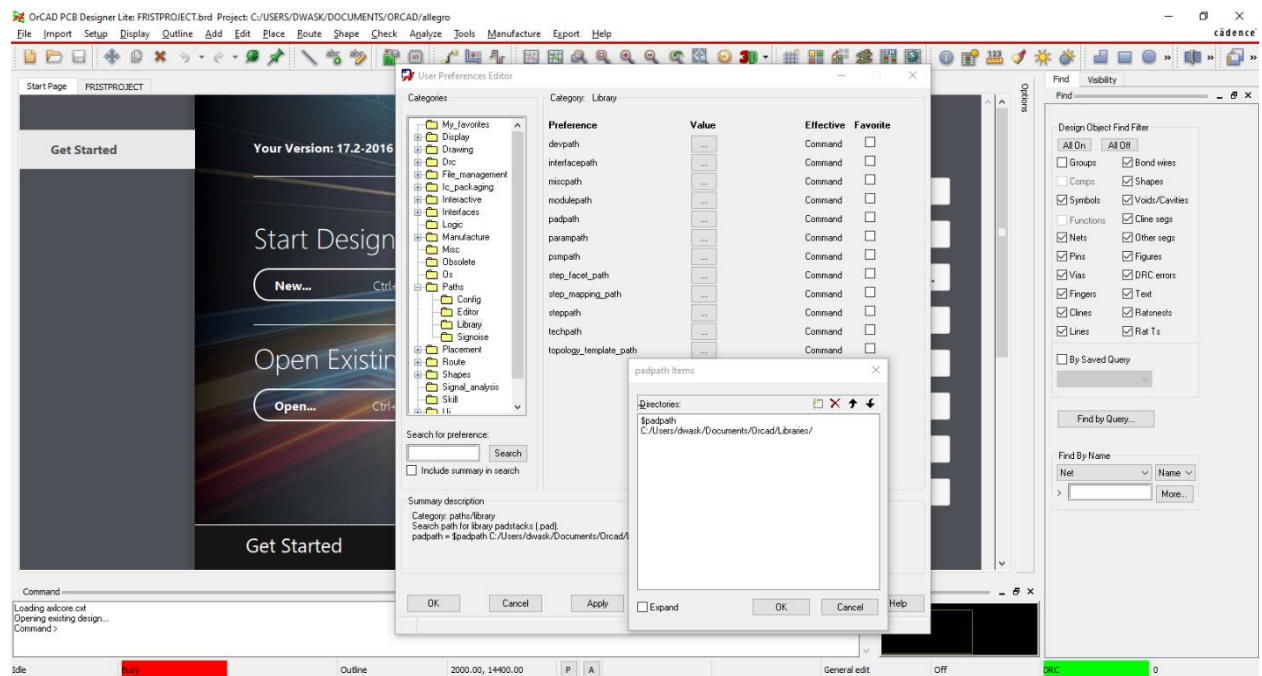 OrCAD PCB Designer Lite: FRISTPROJECT.brd Project: C:/USERS/DWASK/DOCUMENTS/ORCAD/allegro
File Import Setup Display Outline Add Edit Place Route Shape Check Analyze Tools Manufacture Export Help
cādence
Start Page FRISTPROJECT
Get Started
Your Version: 17.2-2016
Start Design
New... Ctrl+
Open Existin
Open... Ctrl+
Get Started
User Preferences Editor
Categories
My_favorites
Display
Drawing
Drc
File_management
Ic_packaging
Interactive
Interfaces
Logic
Manufacture
Misc
Obsolete
Os
Paths
Config
Editor
Library
Signoise
Placement
Route
Shapes
Signal_analysis
Skill
Ui
Search for preference:
Search
Include summary in search
Category: Library
Preference Value Effective Favorite
devpath ... Command
interfacepath ... Command
miscpath ... Command
modulepath ... Command
padpath ... Command
parampath ... Command
psmpath ... Command
step_facet_path ... Command
step_mapping_path ... Command
steppath ... Command
techpath ... Command
topology_template_path ... Command
Summary description
Category: paths/library
Search path for library padstacks (.pad).
padpath = $padpath C:/Users/dwask/Documents/Orcad/L
OK Cancel Apply Help
padpath Items
Directories:
$padpath
C:/Users/dwask/Documents/Orcad/Libraries/
Expand OK Cancel
Options
Find Visibility
Find
Design Object Find Filter
All On All Off
Groups Bond wires
Comps Shapes
Symbols Voids/Cavities
Functions Cline segs
Nets Other segs
Pins Figures
Vias DRC errors
Fingers Text
Clines Ratsnests
Lines Rat Ts
By Saved Query
Find by Query...
Find By Name
Net Name
> More...
Command
Loading axlcore.cxt
Opening existing design...
Command >
Idle Busy Outline 2000.00, 14400.00 P A General edit Off DRC 0